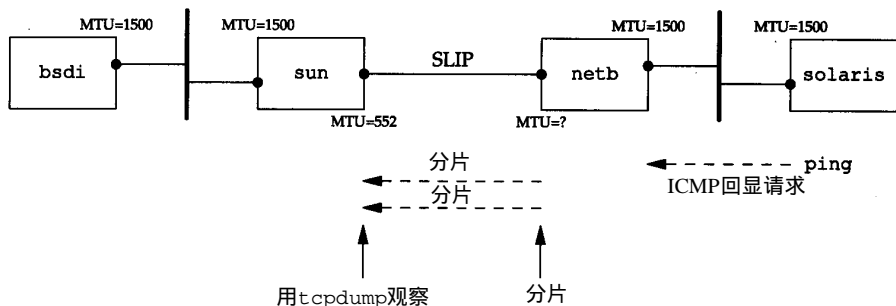 MTU=1500 MTU=1500 MTU=1500 MTU=1500
bsdi sun SLIP netb solaris
MTU=552 MTU=?
分片
分片
ping
ICMP回显请求
用tcpdump观察 分片